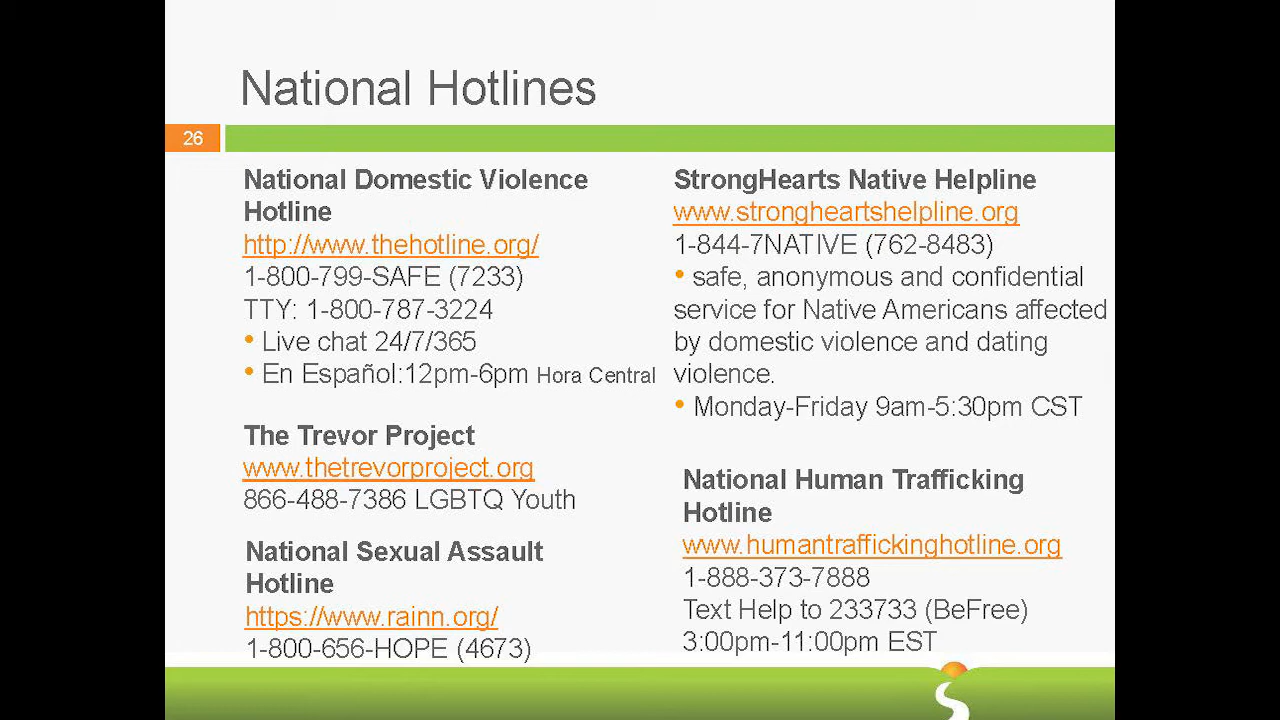 National Hotlines
26
National Domestic Violence
Hotline
http://www.thehotline.org/
1-800-799-SAFE (7233)
TTY: 1-800-787-3224
• Live chat 24/7/365
• En Español:12pm-6pm Hora Central
The Trevor Project
www.thetrevorproject.org
866-488-7386 LGBTQ Youth
National Sexual Assault
Hotline
https://www.rainn.org/
1-800-656-HOPE (4673)
StrongHearts Native Helpline
www.strongheartshelpline.org
1-844-7NATIVE (762-8483)
• safe, anonymous and confidential
service for Native Americans affected
by domestic violence and dating
violence.
• Monday-Friday 9am-5:30pm CST
National Human Trafficking
Hotline
www.humantraffickinghotline.org
1-888-373-7888
Text Help to 233733 (BeFree)
3:00pm-11:00pm EST